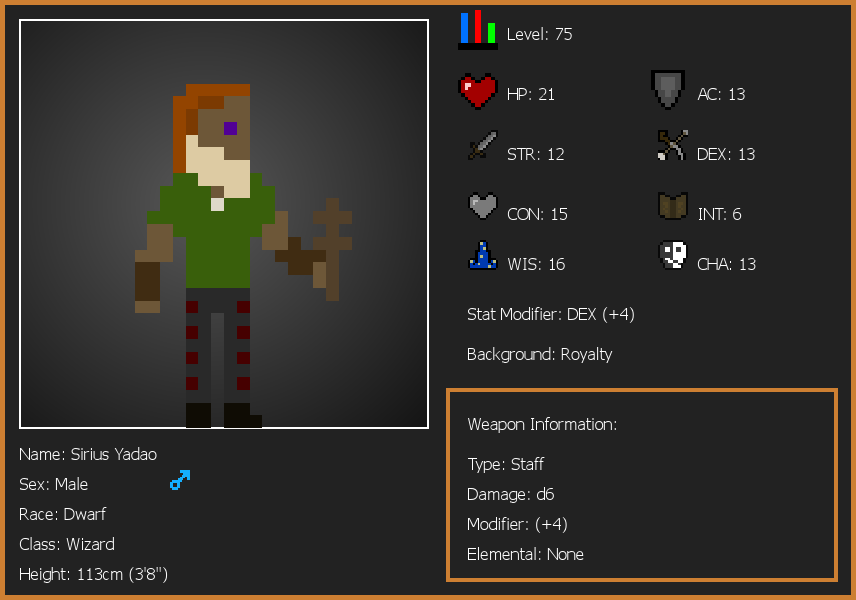 Level: 75
HP: 21
AC: 13
STR: 12
DEX: 13
CON: 15
INT: 6
WIS: 16
CHA: 13
Stat Modifier: DEX (+4)
Background: Royalty
Weapon Information:
Type: Staff
Damage: d6
Modifier: (+4)
Elemental: None
Name: Sirius Yadao
Sex: Male
Race: Dwarf
Class: Wizard
Height: 113cm (3'8")